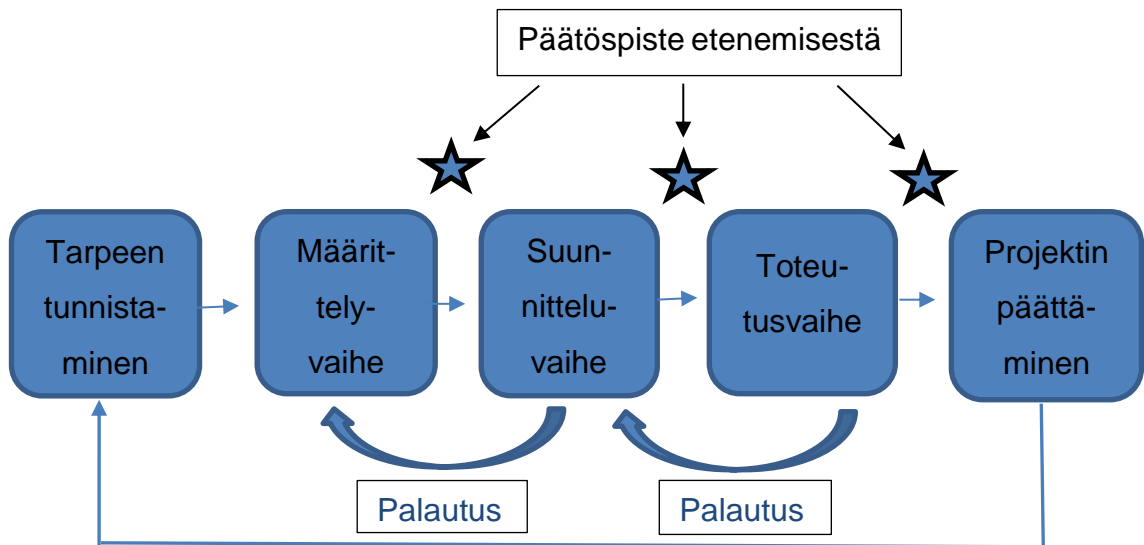 Päätöspiste etenemisestä
Tarpeen
tunnista-
minen
Määrit-
tely-
vaihe
Suun-
nittelu-
vaihe
Toteu-
tusvaihe
Projektin
päättä-
minen
Palautus
Palautus